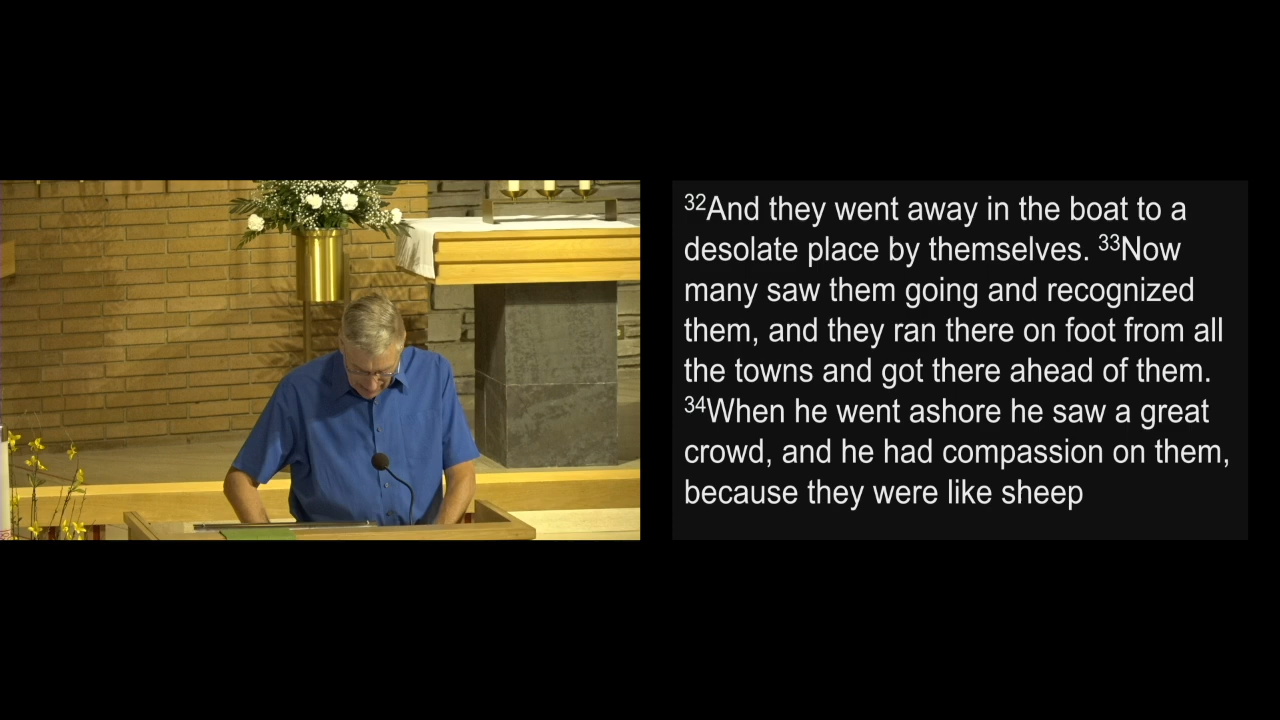 32And they went away in the boat to a
desolate place by themselves. 33Now
many saw them going and recognized
them, and they ran there on foot from all
the towns and got there ahead of them.
34When he went ashore he saw a great
crowd, and he had compassion on them,
because they were like sheep